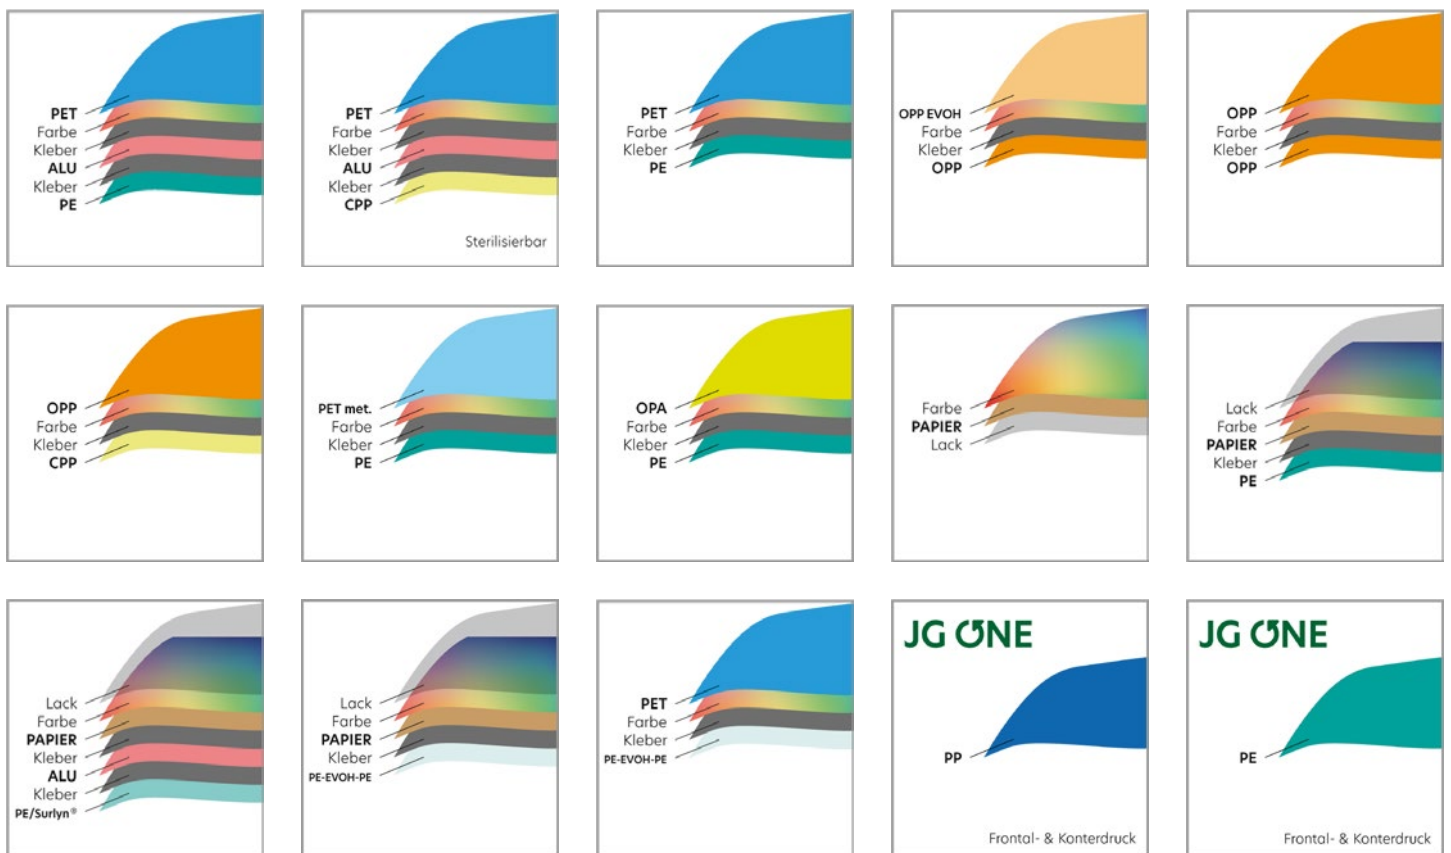 PET
Farbe
Kleber
ALU
Kleber
PE
PET
Farbe
Kleber
ALU
Kleber
CPP
Sterilisierbar
PET
Farbe
Kleber
PE
OPP EVOH
Farbe
Kleber
OPP
OPP
Farbe
Kleber
OPP
OPP
Farbe
Kleber
CPP
PET met.
Farbe
Kleber
PE
OPA
Farbe
Kleber
PE
Farbe
PAPIER
Lack
Lack
Farbe
PAPIER
Kleber
PE
Lack
Farbe
PAPIER
Kleber
ALU
Kleber
PE/Surlyn®
Lack
Farbe
PAPIER
Kleber
PE-EVOH-PE
PET
Farbe
Kleber
PE-EVOH-PE
JG ONE
PP
Frontal- & Konterdruck
JG ONE
PE
Frontal- & Konterdruck